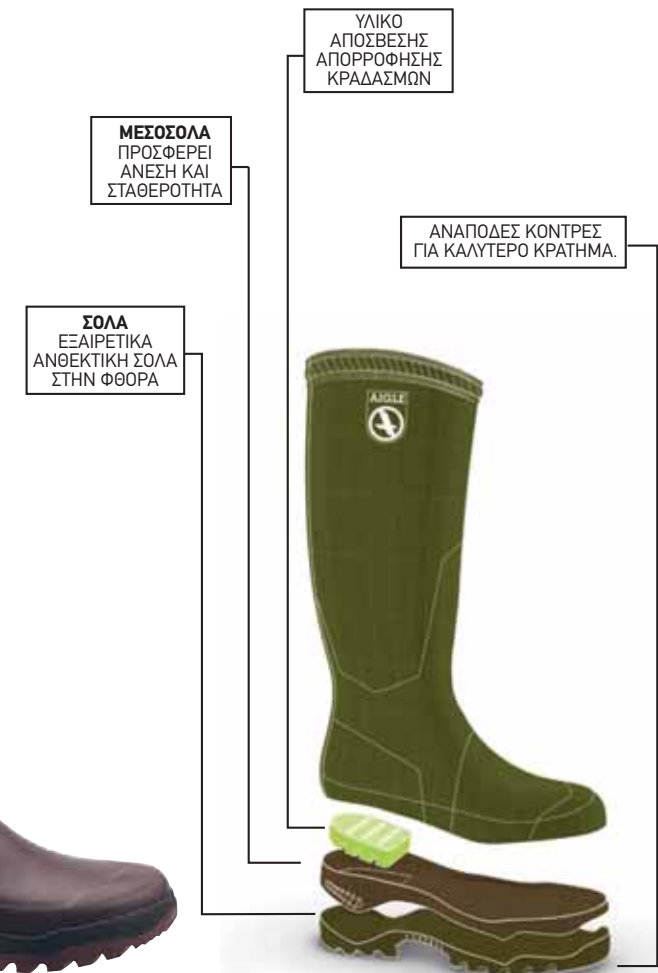 ΥΛΙΚΟ
ΑΠΟΣΒΕΣΗΣ
ΑΠΟΡΡΟΦΗΣΗΣ
ΚΡΑΔΑΣΜΩΝ
ΜΕΣΟΣΟΛΑ
ΠΡΟΣΦΕΡΕΙ
ΑΝΕΣΗ ΚΑΙ
ΣΤΑΘΕΡΟΤΗΤΑ
ΑΝΑΠΟΔΕΣ ΚΟΝΤΡΕΣ
ΓΙΑ ΚΑΛΥΤΕΡΟ ΚΡΑΤΗΜΑ.
ΣΟΛΑ
ΕΞΑΙΡΕΤΙΚΑ
ΑΝΘΕΚΤΙΚΗ ΣΟΛΑ
ΣΤΗΝ ΦΘΟΡΑ
AIGLE